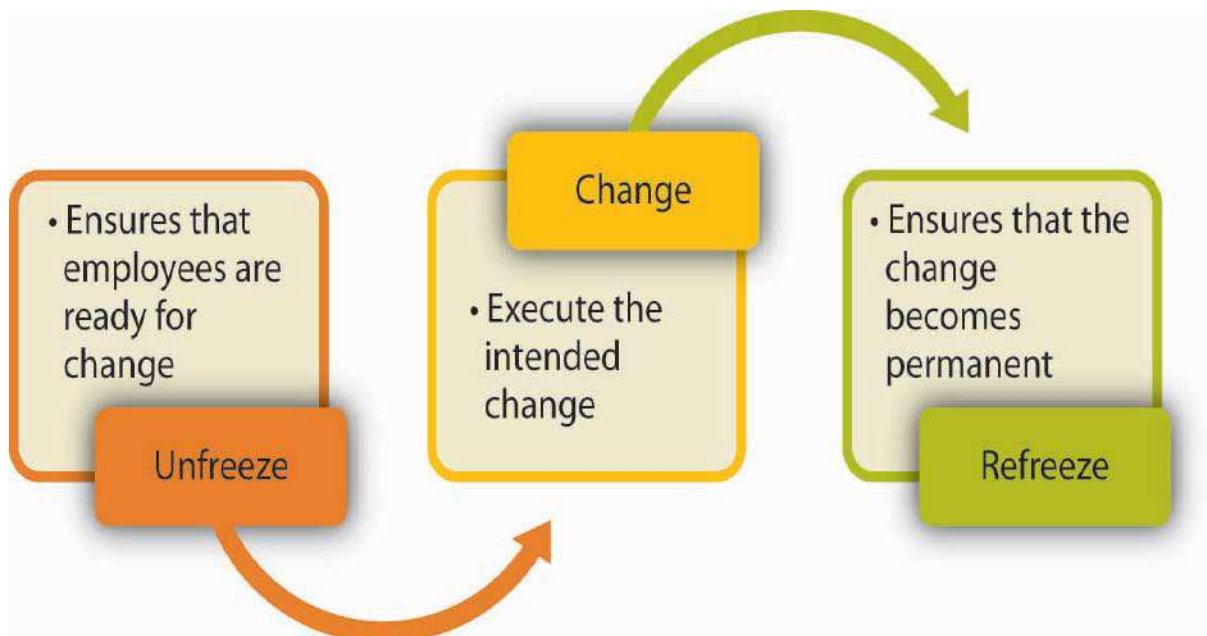 • Ensures that
employees are
ready for
change
Unfreeze
Change
• Execute the
intended
change
• Ensures that the
change
becomes
permanent
Refreeze